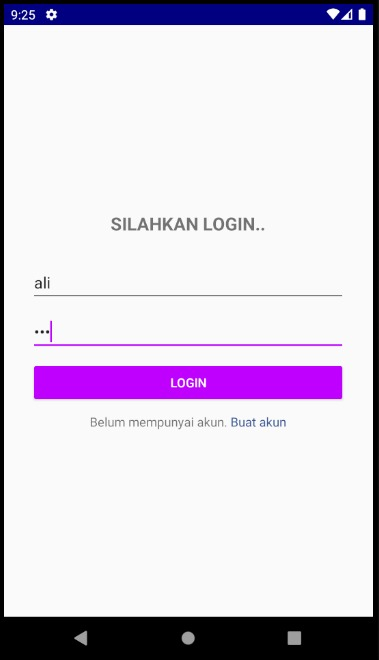 9:25
SILAHKAN LOGIN..
ali
•••
LOGIN
Belum mempunyai akun. Buat akun